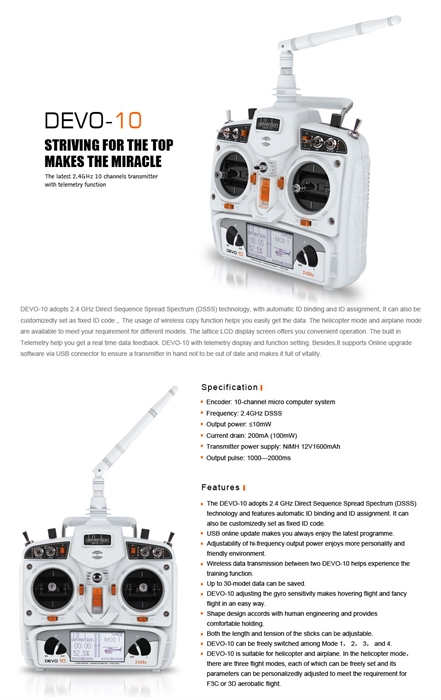 DEVO-10
STRIVING FOR THE TOP
MAKES THE MIRACLE
The latest 2.4GHz 10 channels transmitter
with telemetry function
DEVO 10
DEVO-10 adopts 2.4 GHz Direct Sequence Spread Spectrum (DSSS) technology, with automatic ID binding and ID assignment, It can also be
customizedly set as fixed ID code., The usage of wireless copy function helps you easily get the data. The helicopter mode and airplane mode
are available to meet your requirement for different models. The lattice LCD display screen offers you convenient operation. The built in
Telemetry help you get a real time data feedback. DEVO-10 with telemetry display and function setting. Besides,It supports Online upgrade
software via USB connector to ensure a transmitter in hand not to be out of date and makes it full of vitality.
Specification
Encoder: 10-channel micro computer system
Frequency: 2.4GHz DSSS
Output power: ≤10mW
Current drain: 200mA (100mW)
Transmitter power supply: NiMH 12V1600mAh
Output pulse: 1000—2000ms
Features
The DEVO-10 adopts 2.4 GHz Direct Sequence Spread Spectrum (DSSS)
technology and features automatic ID binding and ID assignment. It can
also be customizedly set as fixed ID code.
USB online update makes you always enjoy the latest programme.
Adjustability of hi-frequency output power enjoys more personality and
friendly environment.
Wireless data transmission between two DEVO-10 helps experience the
training function.
Up to 30-model data can be saved.
DEVO-10 adjusting the gyro sensitivity makes hovering flight and fancy
flight in an easy way.
Shape design accords with human engineering and provides
comfortable holding.
Both the length and tension of the sticks can be adjustable.
DEVO-10 can be freely switched among Mode 1， 2， 3， and 4.
DEVO-10 is suitable for helicopter and airplane. In the helicopter mode，
there are three flight modes, each of which can be freely set and its
parameters can be personalizedly adjusted to meet the requirement for
F3C or 3D aerobatic flight.
DEVO 10